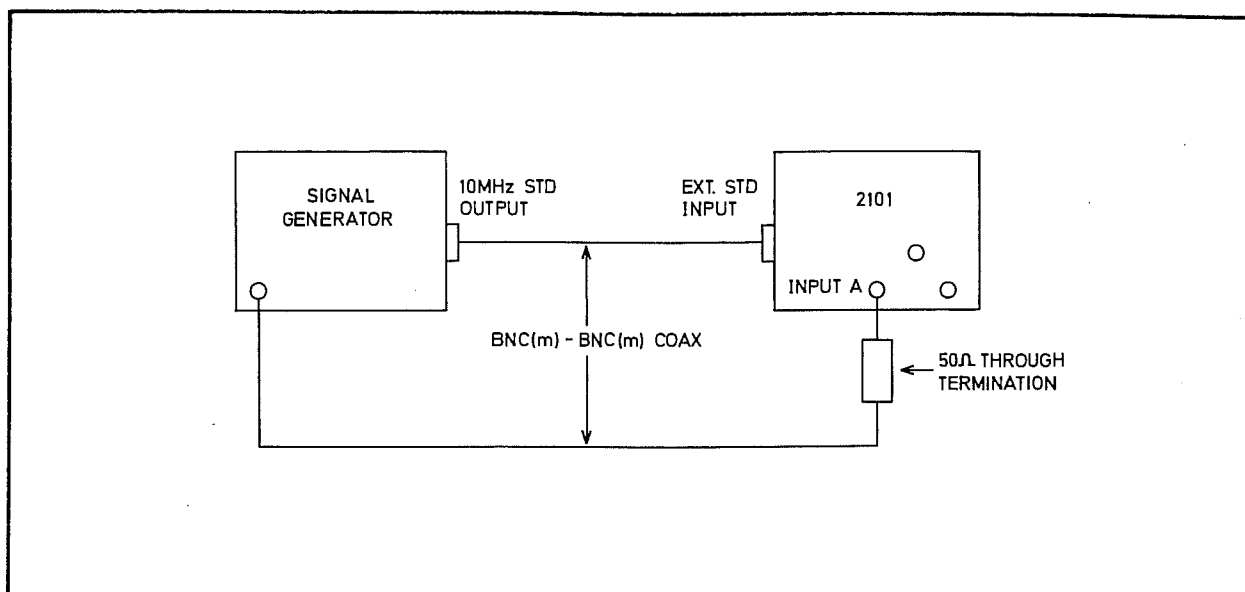 SIGNAL
GENERATOR
10MHz STD
OUTPUT
EXT. STD
INPUT
2101
INPUT A
BNC(m) - BNC(m) COAX
50Ω THROUGH
TERMINATION